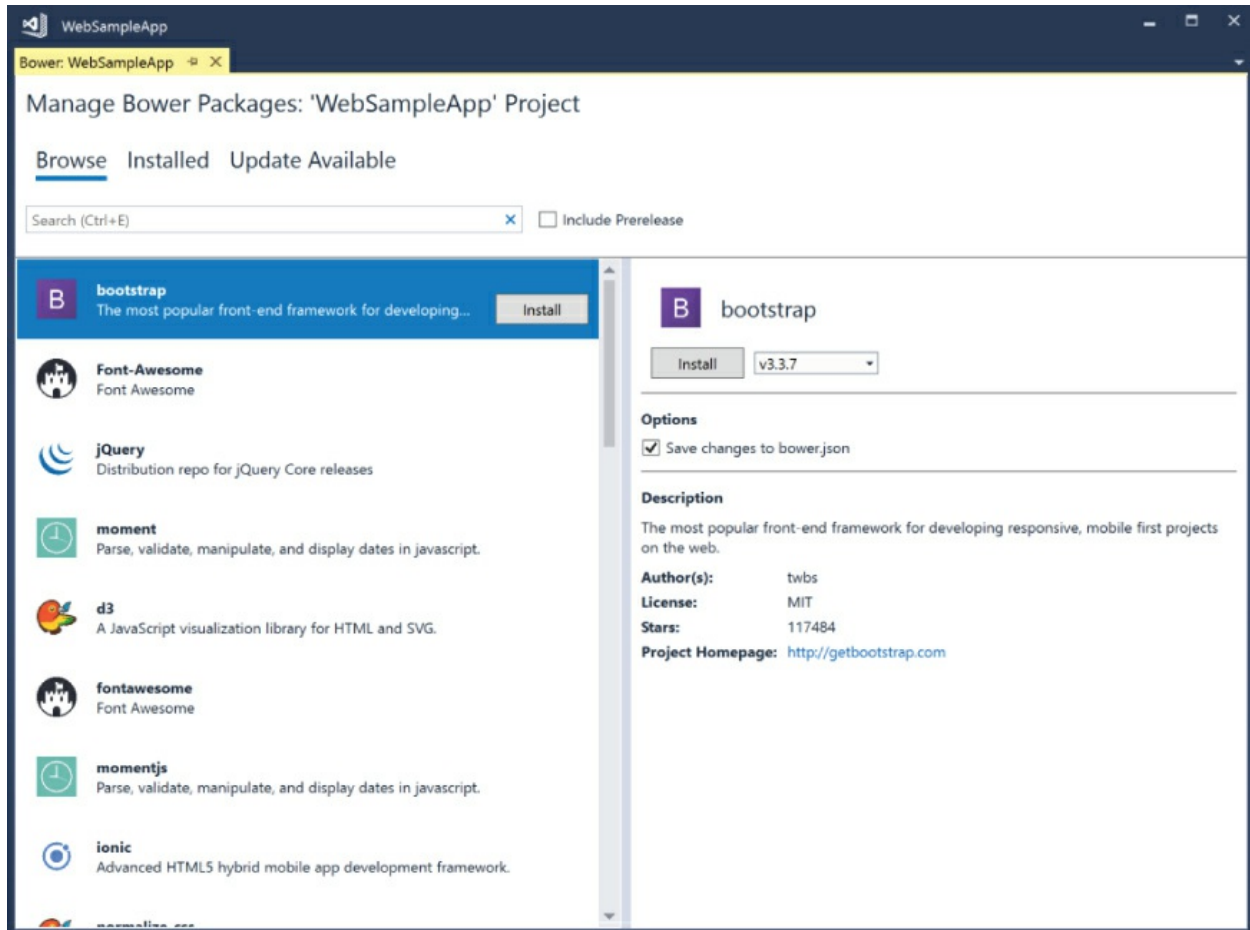 WebSampleApp
Bower: WebSampleApp
Manage Bower Packages: 'WebSampleApp' Project
Browse Installed Update Available
Search (Ctrl+E)
Include Prerelease
B
bootstrap
The most popular front-end framework for developing...
Install
Font-Awesome
Font Awesome
jQuery
Distribution repo for jQuery Core releases
moment
Parse, validate, manipulate, and display dates in javascript.
d3
A JavaScript visualization library for HTML and SVG.
fontawesome
Font Awesome
momentjs
Parse, validate, manipulate, and display dates in javascript.
ionic
Advanced HTML5 hybrid mobile app development framework.
normalize-css
B bootstrap
Install v3.3.7
Options
Save changes to bower.json
Description
The most popular front-end framework for developing responsive, mobile first projects
on the web.
Author(s): twbs
License: MIT
Stars: 117484
Project Homepage: http://getbootstrap.com